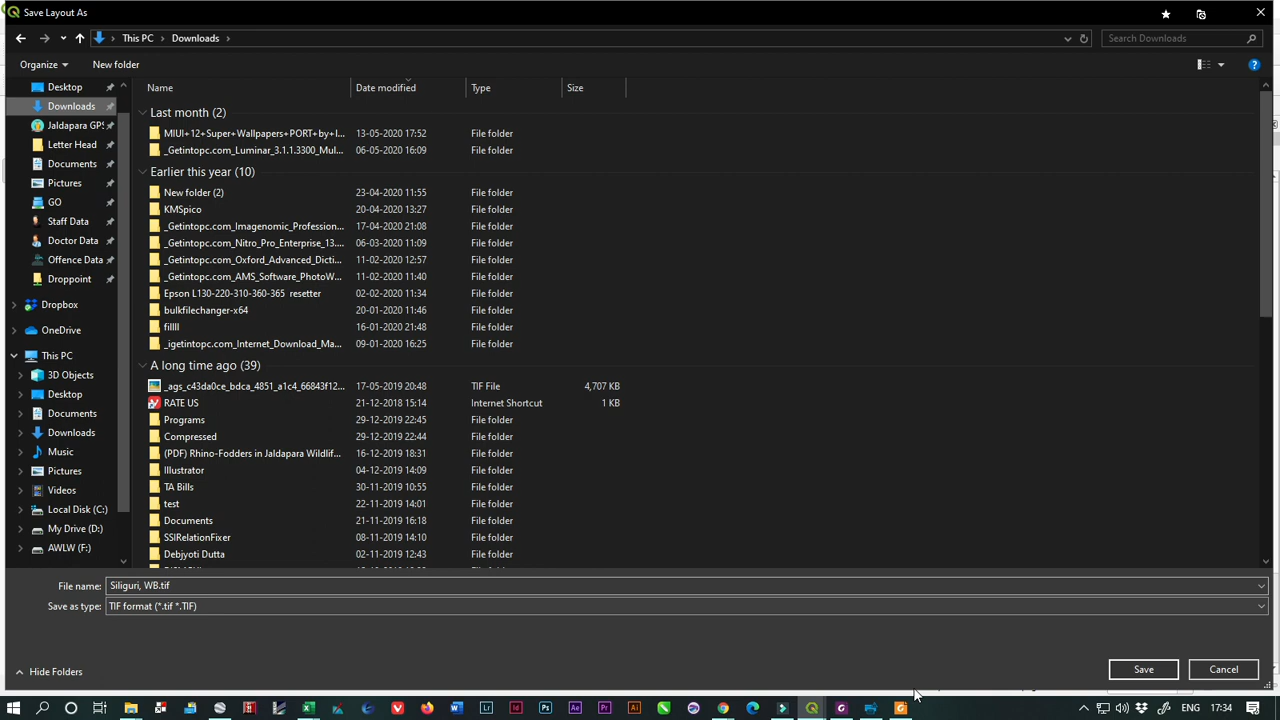 Save Layout As
This PC > Downloads >
Search Downloads
Organize
New folder
Name
Date modified
Type
Size
Desktop
Downloads
Jaldapara GPS
Letter Head
Documents
Pictures
GO
Staff Data
Doctor Data
Offence Data
Droppoint
Dropbox
OneDrive
This PC
3D Objects
Desktop
Documents
Downloads
Music
Pictures
Videos
Local Disk (C:)
My Drive (D:)
AWLW (F:)
Last month (2)
MIUI+12+Super+Wallpapers+PORT+by+I... 13-05-2020 17:52 File folder
_Getintopc.com_Luminar_3.1.1.3300_Mul... 06-05-2020 16:09 File folder
Earlier this year (10)
New folder (2) 23-04-2020 11:55 File folder
KMSpico 20-04-2020 13:27 File folder
_Getintopc.com_Imagenomic_Profession... 17-04-2020 21:08 File folder
_Getintopc.com_Nitro_Pro_Enterprise_13.... 06-03-2020 11:09 File folder
_Getintopc.com_Oxford_Advanced_Dicti... 11-02-2020 12:57 File folder
_Getintopc.com_AMS_Software_PhotoW... 11-02-2020 11:40 File folder
Epson L130-220-310-360-365 resetter 02-02-2020 11:34 File folder
bulkfilechanger-x64 20-01-2020 11:46 File folder
fillll 16-01-2020 21:48 File folder
_igetintopc.com_Internet_Download_Ma... 09-01-2020 16:25 File folder
A long time ago (39)
_ags_c43da0ce_bdca_4851_a1c4_66843f12... 17-05-2019 20:48 TIF File 4,707 KB
RATE US 21-12-2018 15:14 Internet Shortcut 1 KB
Programs 29-12-2019 22:45 File folder
Compressed 29-12-2019 22:44 File folder
(PDF) Rhino-Fodders in Jaldapara Wildlif... 16-12-2019 18:31 File folder
Illustrator 04-12-2019 14:09 File folder
TA Bills 30-11-2019 10:55 File folder
test 22-11-2019 14:01 File folder
Documents 21-11-2019 16:18 File folder
SSIRelationFixer 08-11-2019 14:10 File folder
Debjyoti Dutta 02-11-2019 12:43 File folder
File name: Siliguri, WB.tif
Save as type: TIF format (*.tif *.TIF)
Hide Folders
Save
Cancel
ENG 17:34